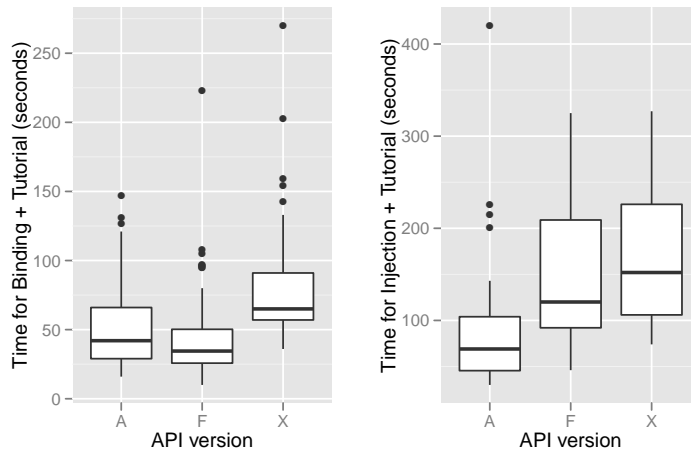 Time for Binding + Tutorial (seconds)
250
200
150
100
50
0
A F X
API version
Time for Injection + Tutorial (seconds)
400
300
200
100
A F X
API version